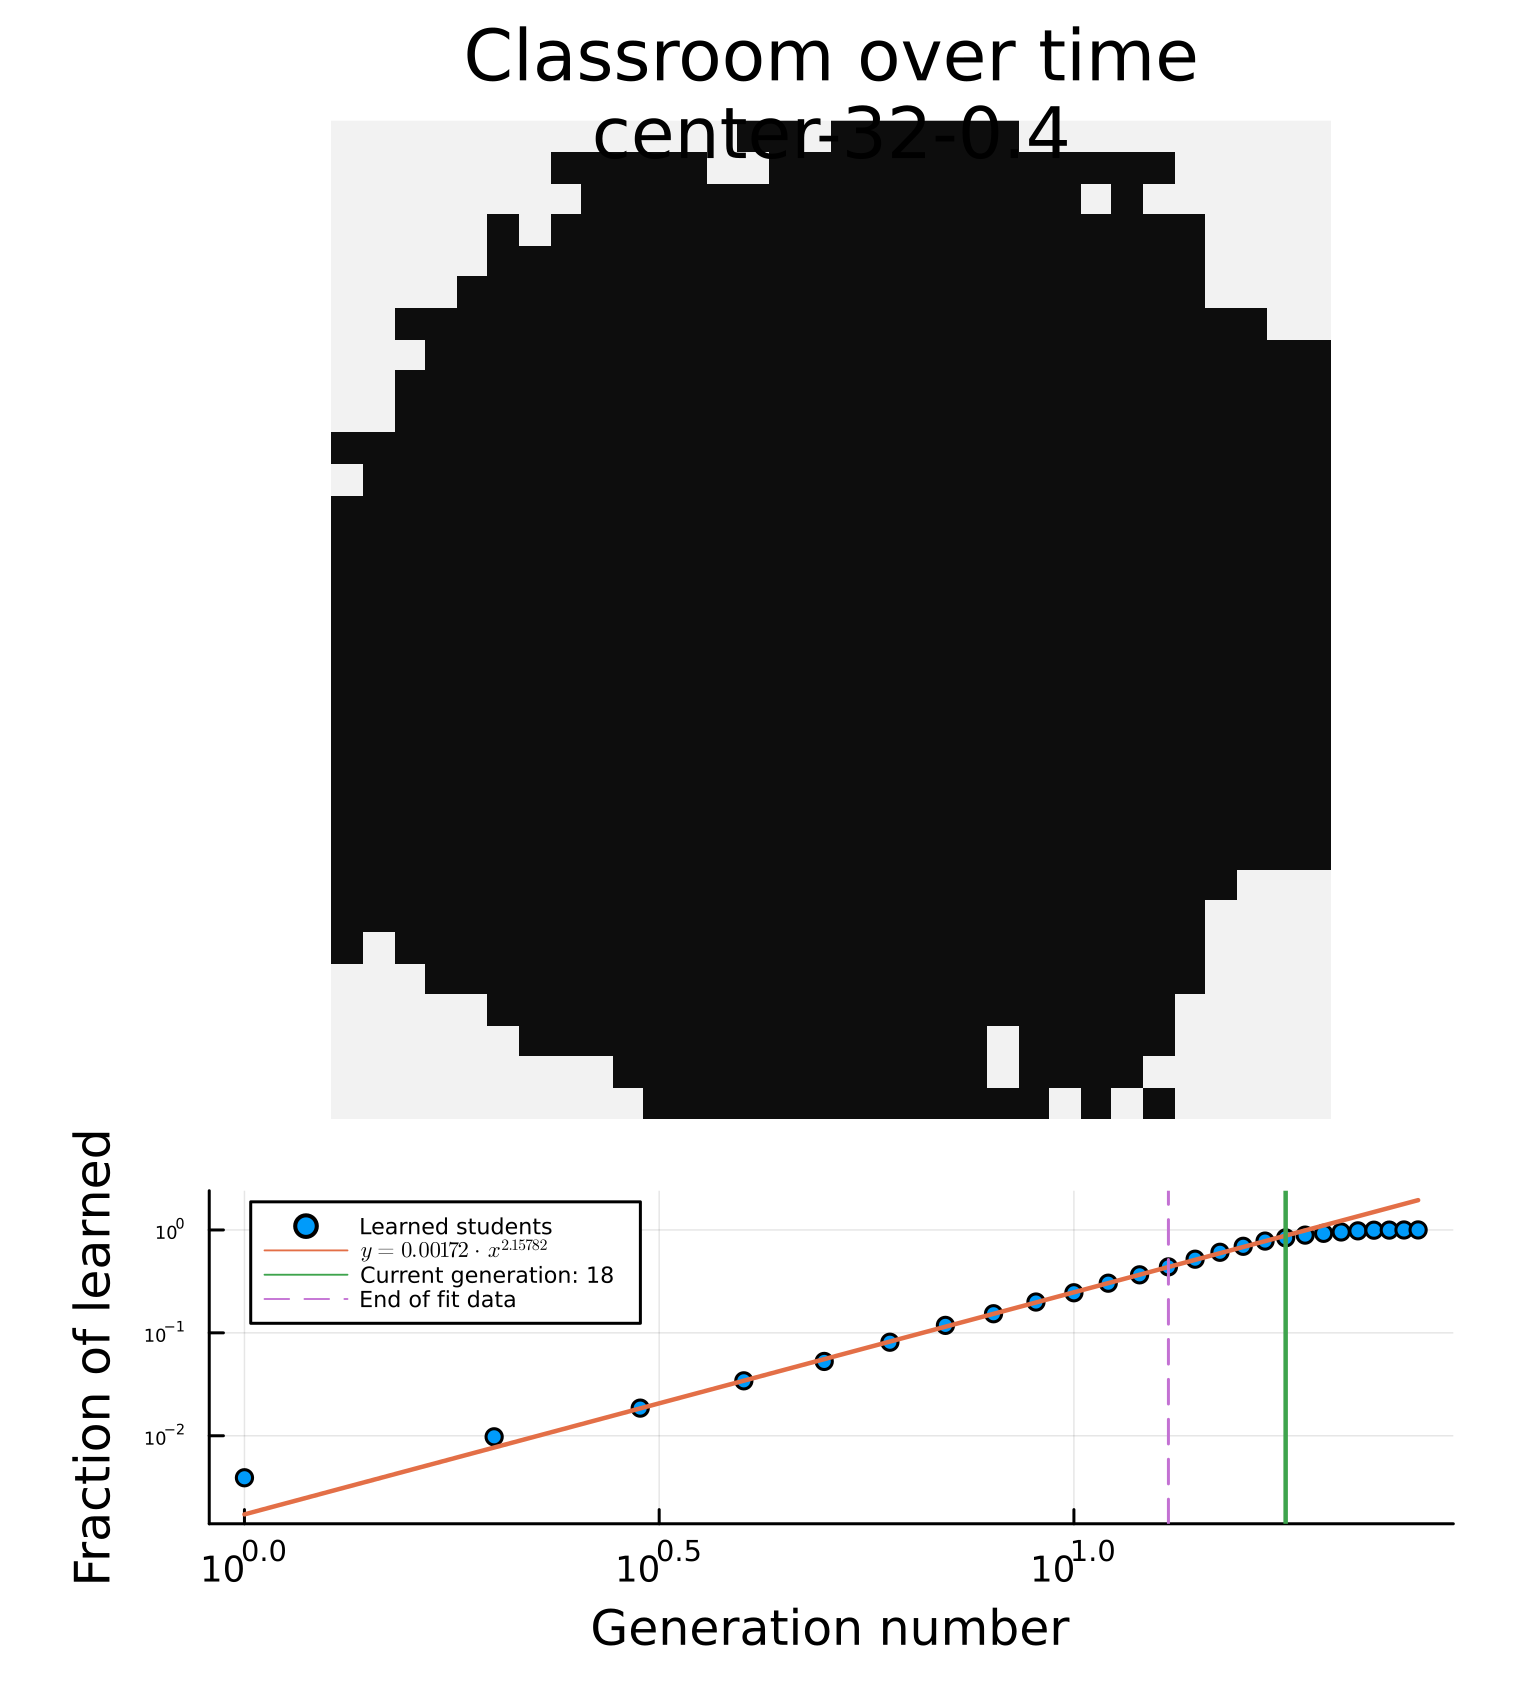 Classroom over time
center-32-0.4
Fraction of learned
10^0
10^−1
10^−2
Learned students
y = 0.00172 · x^2.15782
Current generation: 18
End of fit data
10^0.0 10^0.5 10^1.0
Generation number